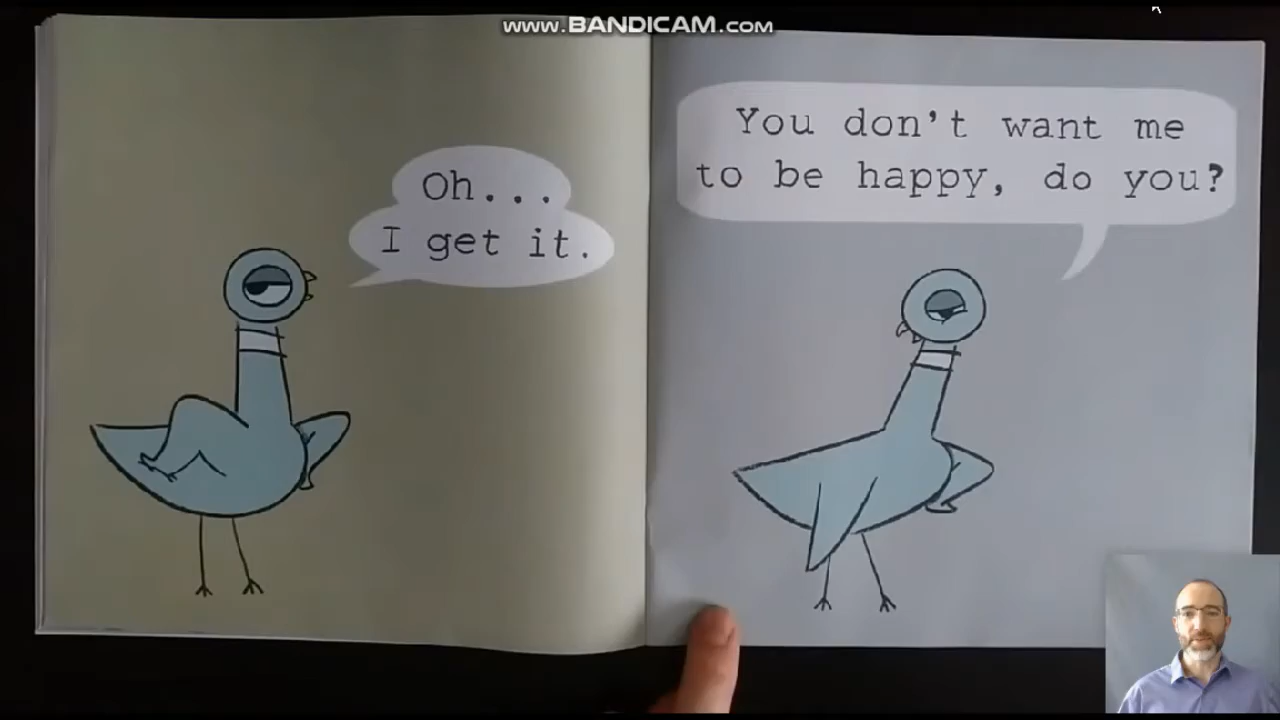 www.BANDICAM.com
Oh...
I get it.
You don't want me
to be happy, do you?